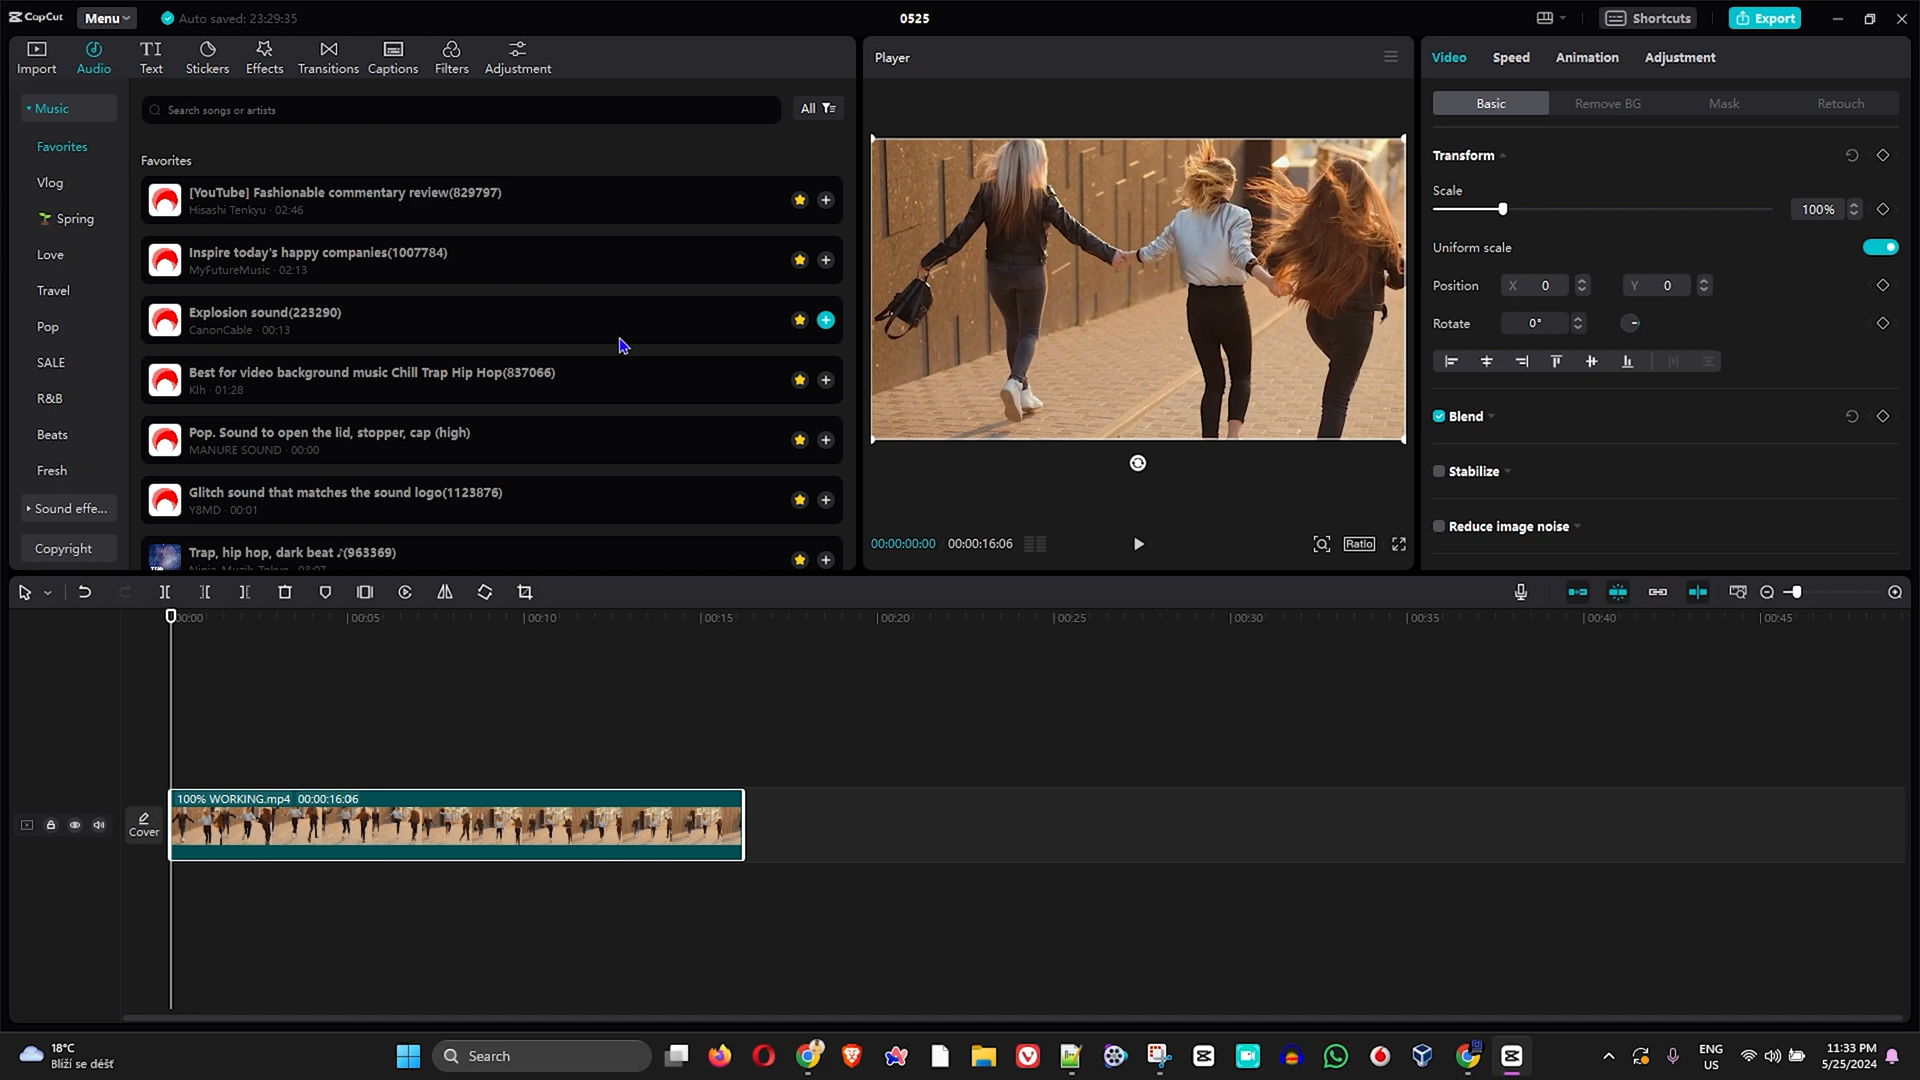 CapCut
Menu
Auto saved: 23:29:35
0525
Shortcuts
Export
Import
Audio
Text
Stickers
Effects
Transitions
Captions
Filters
Adjustment
Music
Favorites
Vlog
Spring
Love
Travel
Pop
SALE
R&B
Beats
Fresh
Sound effe...
Copyright
Search songs or artists
All
Favorites
[YouTube] Fashionable commentary review(829797)
Hisashi Tenkyu · 02:46
Inspire today's happy companies(1007784)
MyFutureMusic · 02:13
Explosion sound(223290)
CanonCable · 00:13
Best for video background music Chill Trap Hip Hop(837066)
KIh · 01:28
Pop. Sound to open the lid, stopper, cap (high)
MANURE SOUND · 00:00
Glitch sound that matches the sound logo(1123876)
Y8MD · 00:01
Trap, hip hop, dark beat ♪(963369)
Player
00:00:00:00
00:00:16:06
Ratio
Video
Speed
Animation
Adjustment
Basic
Remove BG
Mask
Retouch
Transform
Scale
100%
Uniform scale
Position
X 0
Y 0
Rotate
0°
Blend
Stabilize
Reduce image noise
00:00
00:05
00:10
00:15
00:20
00:25
00:30
00:35
00:40
00:45
Cover
100% WORKING.mp4 00:00:16:06
18°C
Blíží se déšť
Search
ENG
US
11:33 PM
5/25/2024